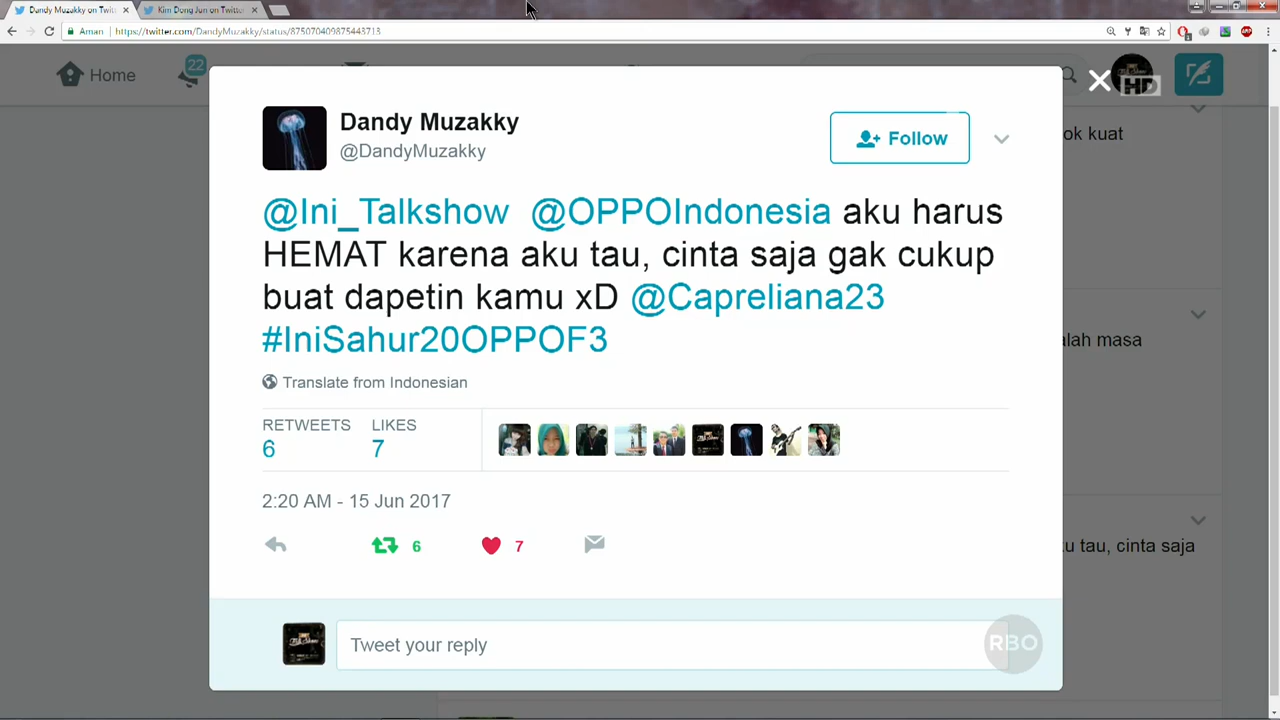 Dandy Muzakky on Twitt
Kim Dong Jun on Twitte
Aman
https://twitter.com/DandyMuzakky/status/875070409875443713
Home
22
HD
Dandy Muzakky
@DandyMuzakky
Follow
ok kuat
@Ini_Talkshow @OPPOIndonesia aku harus
HEMAT karena aku tau, cinta saja gak cukup
buat dapetin kamu xD @Capreliana23
#IniSahur20OPPOF3
alah masa
Translate from Indonesian
RETWEETS
LIKES
6
7
2:20 AM - 15 Jun 2017
6
7
u tau, cinta saja
Tweet your reply
RBO